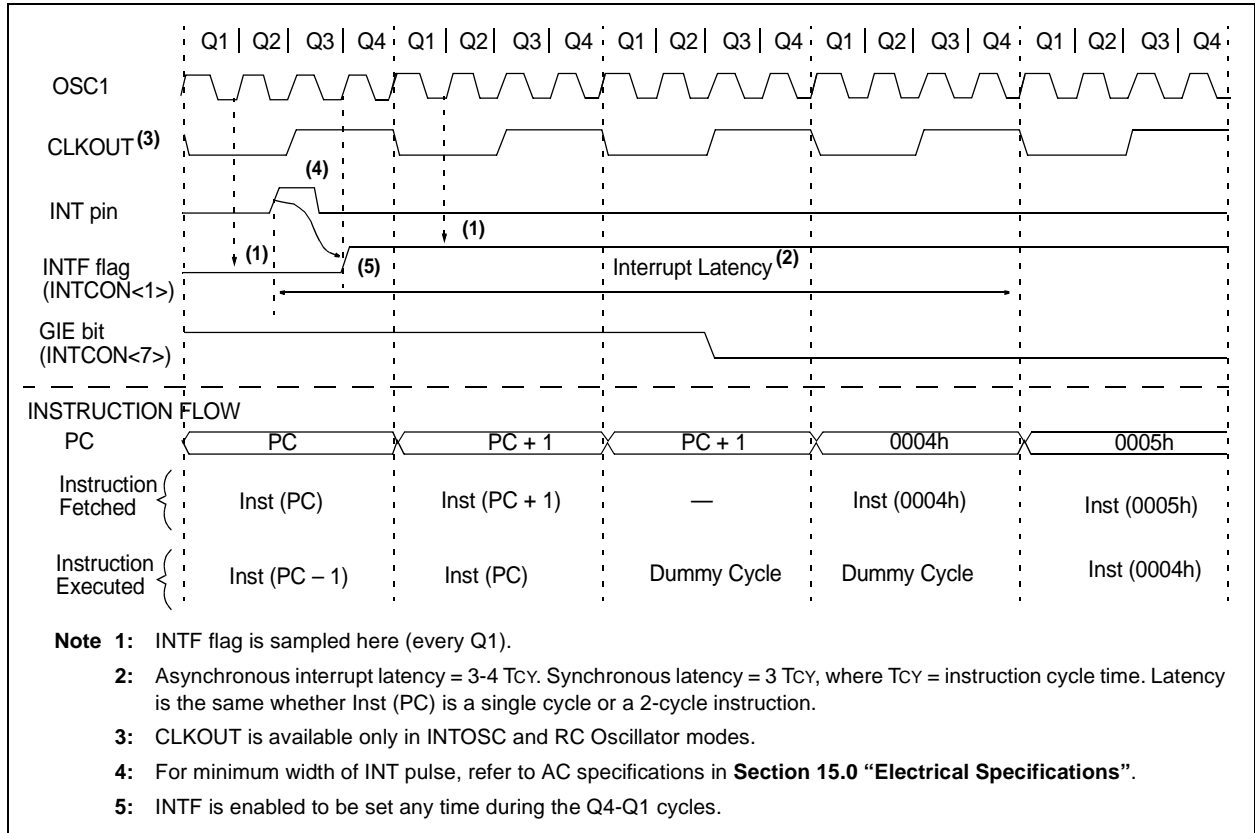 Q1 | Q2 | Q3 | Q4 Q1 | Q2 | Q3 | Q4 Q1 | Q2 | Q3 | Q4 Q1 | Q2 | Q3 | Q4 Q1 | Q2 | Q3 | Q4
OSC1
CLKOUT (3)
(4)
INT pin
(1)
(1)
INTF flag
(INTCON<1>)
(5)
Interrupt Latency (2)
GIE bit
(INTCON<7>)
INSTRUCTION FLOW
PC PC PC + 1 PC + 1 0004h 0005h
Instruction
Fetched
Inst (PC) Inst (PC + 1) — Inst (0004h) Inst (0005h)
Instruction
Executed
Inst (PC – 1) Inst (PC) Dummy Cycle Dummy Cycle Inst (0004h)
Note 1: INTF flag is sampled here (every Q1).
2: Asynchronous interrupt latency = 3-4 TCY. Synchronous latency = 3 TCY, where TCY = instruction cycle time. Latency
is the same whether Inst (PC) is a single cycle or a 2-cycle instruction.
3: CLKOUT is available only in INTOSC and RC Oscillator modes.
4: For minimum width of INT pulse, refer to AC specifications in Section 15.0 “Electrical Specifications”.
5: INTF is enabled to be set any time during the Q4-Q1 cycles.